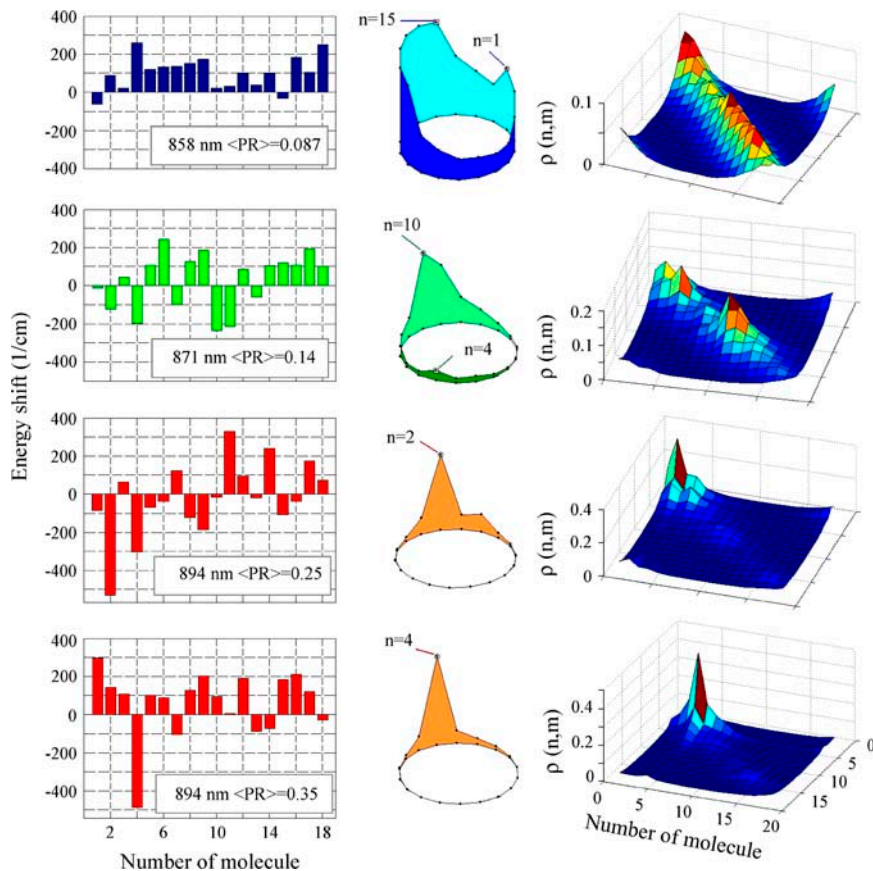 400
200
0
-200
-400
858 nm <PR>=0.087
n=15
n=1
0.1
0
ρ (n,m)
400
200
0
-200
-400
871 nm <PR>=0.14
n=10
n=4
0.2
0.1
0
ρ (n,m)
Energy shift (1/cm)
400
200
0
-200
-400
894 nm <PR>=0.25
n=2
0.4
0.2
0
ρ (n,m)
400
200
0
-200
-400
894 nm <PR>=0.35
n=4
0.4
0.2
0
ρ (n,m)
2 6 10 14 18
Number of molecule
0 5 10 15 20
Number of molecule
0
5
10
15